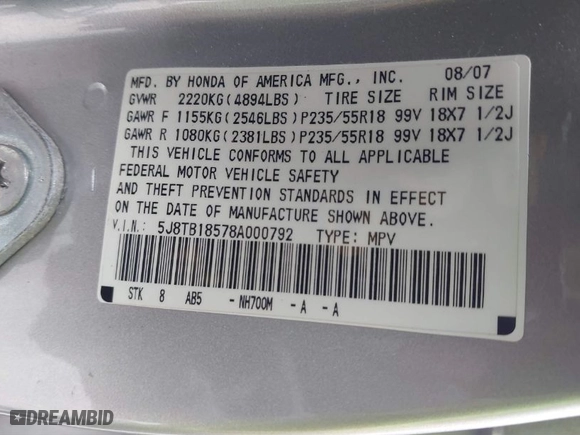 MFD. BY HONDA OF AMERICA MFG., INC. 08/07
GVWR 2220KG(4894LBS) TIRE SIZE RIM SIZE
GAWR F 1155KG(2546LBS)P235/55R18 99V 18X7 1/2J
GAWR R 1080KG(2381LBS)P235/55R18 99V 18X7 1/2J
THIS VEHICLE CONFORMS TO ALL APPLICABLE
FEDERAL MOTOR VEHICLE SAFETY
AND THEFT PREVENTION STANDARDS IN EFFECT
ON THE DATE OF MANUFACTURE SHOWN ABOVE.
V.I.N.: 5J8TB18578A000792 TYPE: MPV
STK 8 AB5 -NH700M -A -A
DREAMBID